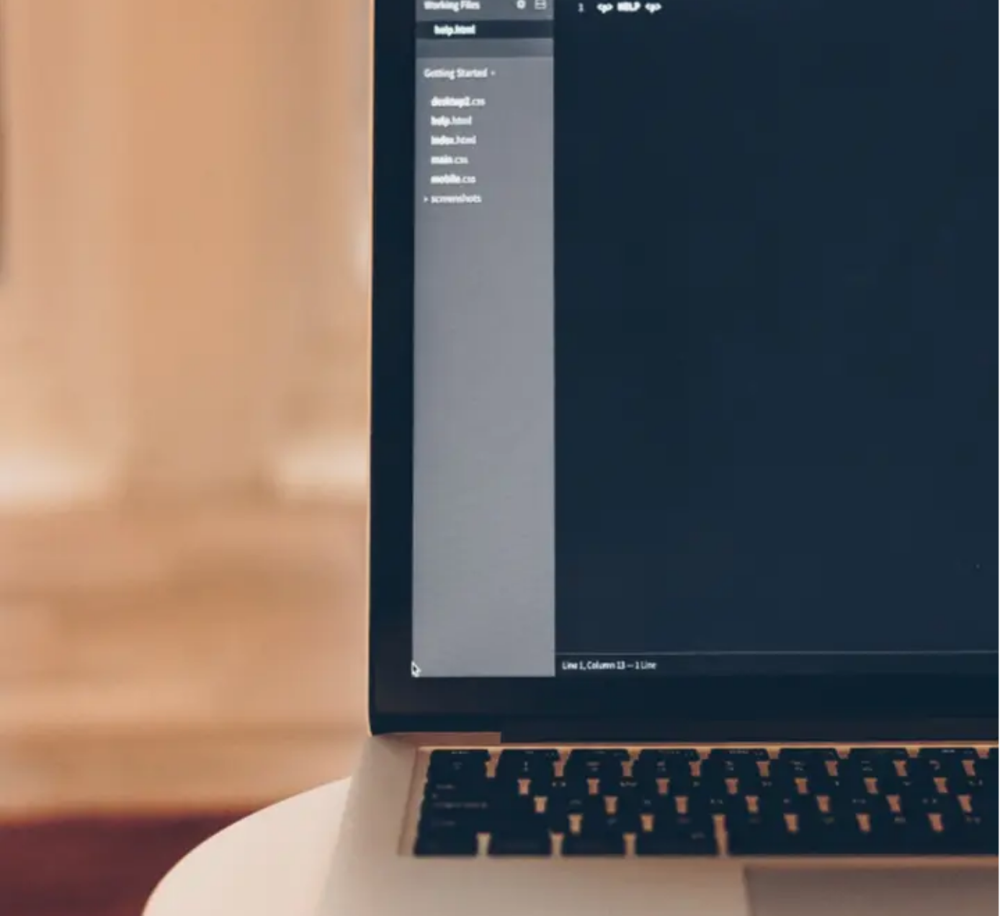 Working Files
help.html
1 <p> HELP <p>
Getting Started
desktop2.css
help.html
index.html
main.css
mobile.css
screenshots
Line 1, Column 13 — 1 Line